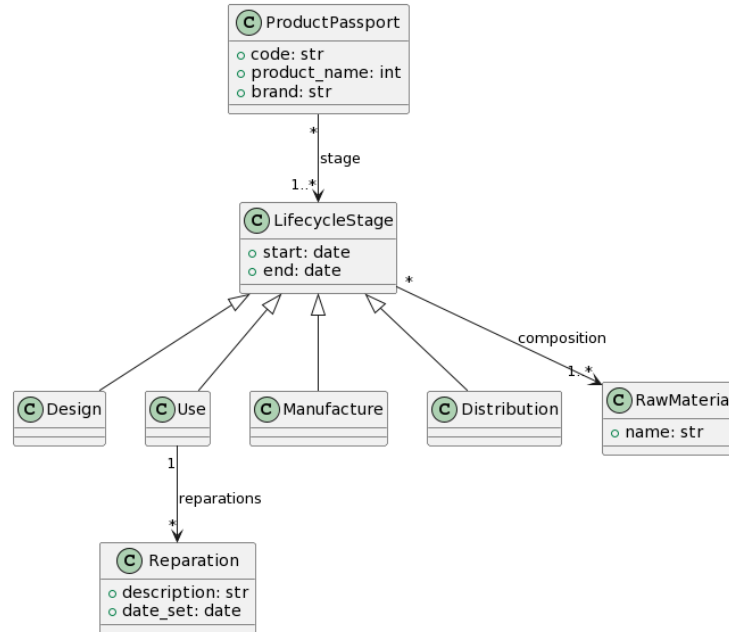 C ProductPassport
code: str
product_name: int
brand: str
*
stage
1..*
C LifecycleStage
start: date
end: date
*
composition
1..*
C Design
C Use
C Manufacture
C Distribution
C RawMateria
name: str
1
reparations
*
C Reparation
description: str
date_set: date